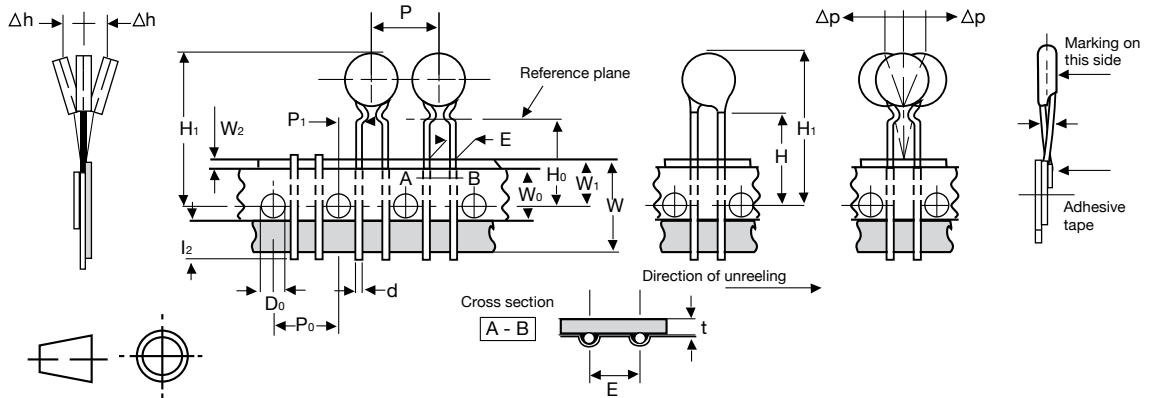 Δh Δh
P
Δp Δp
Marking on
this side
Reference plane
H1
W2
P1
E
H0
H
H1
A B
W0
W1
W
I2
Adhesive
tape
D0
d
P0
Direction of unreeling
Cross section
A - B
t
E